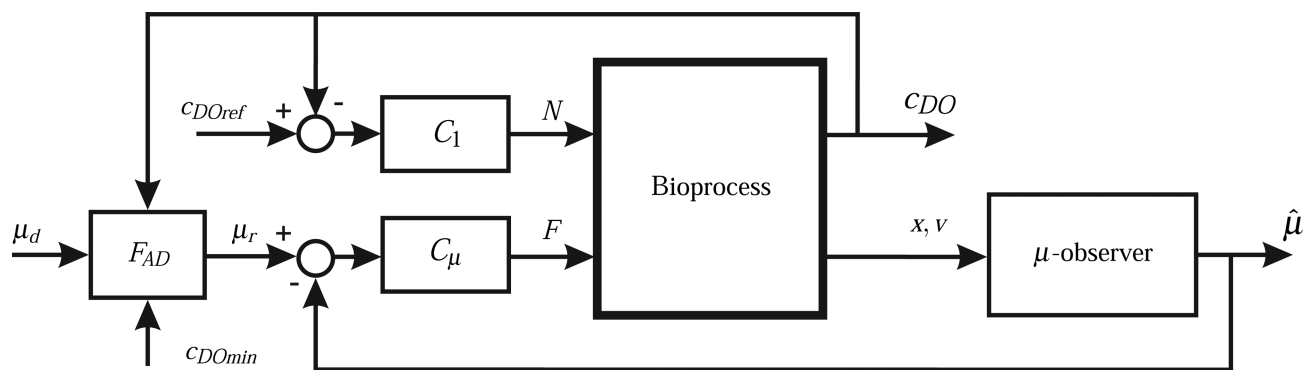 c_DOref
+
-
C_1
N
c_DO
Bioprocess
μ_d
F_AD
μ_r
+
-
C_μ
F
x, v
μ-observer
μ̂
c_DOmin